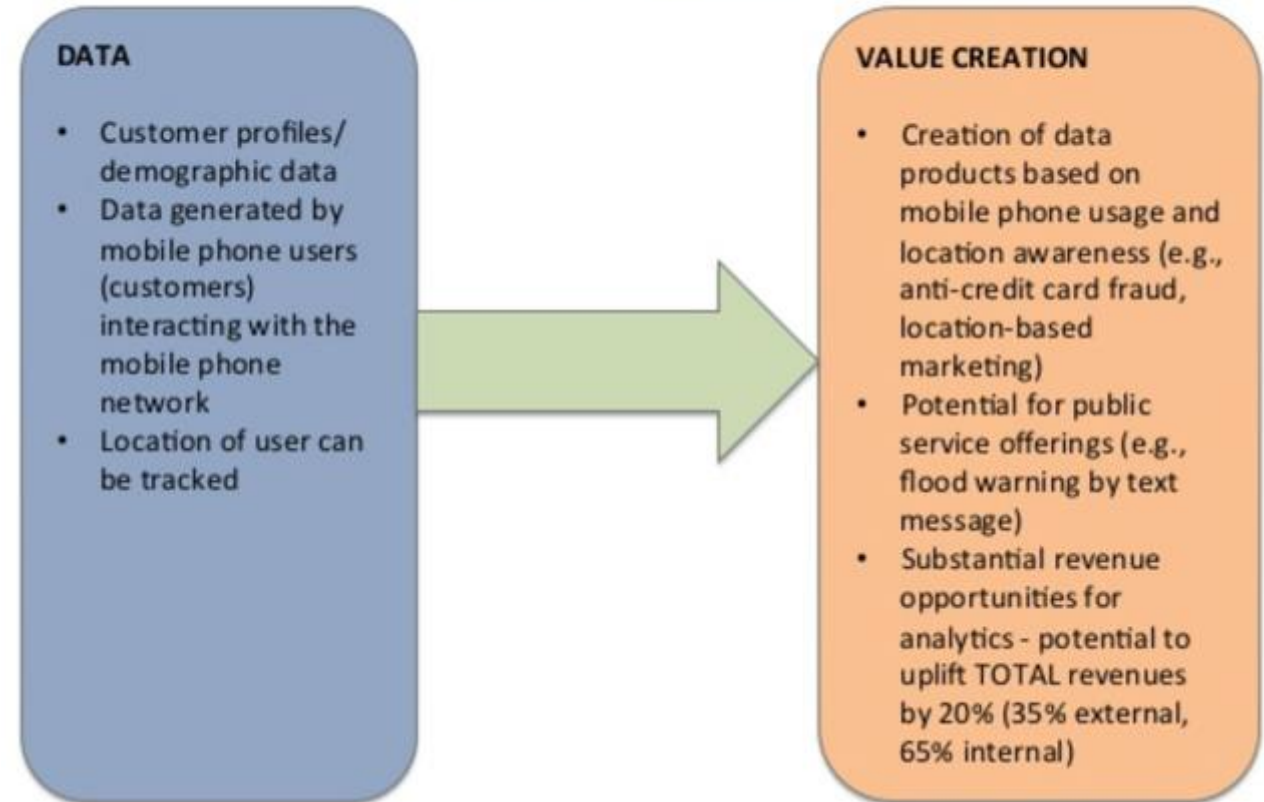 DATA
• Customer profiles/
demographic data
• Data generated by
mobile phone users
(customers)
interacting with the
mobile phone
network
• Location of user can
be tracked
VALUE CREATION
• Creation of data
products based on
mobile phone usage and
location awareness (e.g.,
anti-credit card fraud,
location-based
marketing)
• Potential for public
service offerings (e.g.,
flood warning by text
message)
• Substantial revenue
opportunities for
analytics - potential to
uplift TOTAL revenues
by 20% (35% external,
65% internal)